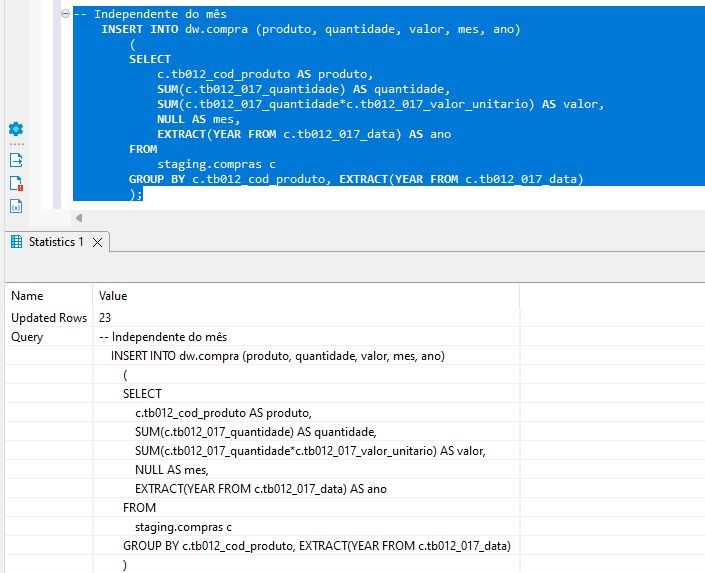 -- Independente do mês
INSERT INTO dw.compra (produto, quantidade, valor, mes, ano)
(
SELECT
c.tb012_cod_produto AS produto,
SUM(c.tb012_017_quantidade) AS quantidade,
SUM(c.tb012_017_quantidade*c.tb012_017_valor_unitario) AS valor,
NULL AS mes,
EXTRACT(YEAR FROM c.tb012_017_data) AS ano
FROM
staging.compras c
GROUP BY c.tb012_cod_produto, EXTRACT(YEAR FROM c.tb012_017_data)
);
Statistics 1
Name Value
Updated Rows 23
Query -- Independente do mês
INSERT INTO dw.compra (produto, quantidade, valor, mes, ano)
(
SELECT
c.tb012_cod_produto AS produto,
SUM(c.tb012_017_quantidade) AS quantidade,
SUM(c.tb012_017_quantidade*c.tb012_017_valor_unitario) AS valor,
NULL AS mes,
EXTRACT(YEAR FROM c.tb012_017_data) AS ano
FROM
staging.compras c
GROUP BY c.tb012_cod_produto, EXTRACT(YEAR FROM c.tb012_017_data)
)